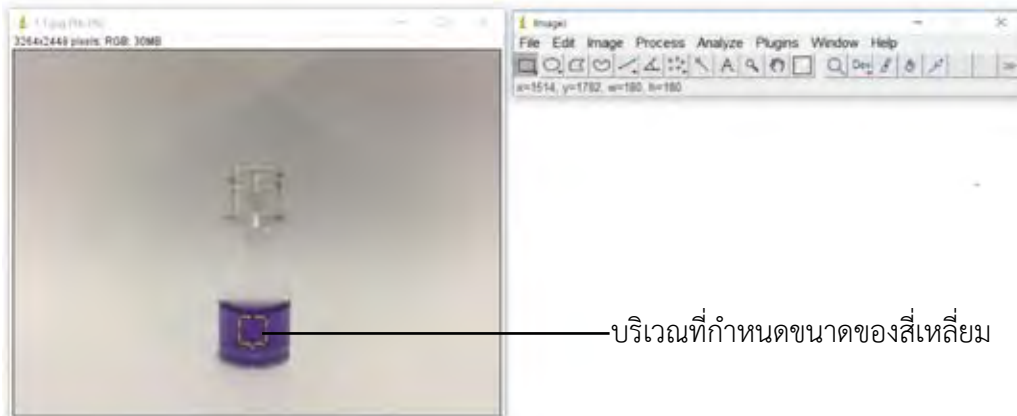 3264x2448 pixels; RGB; 30MB
ImageJ
File Edit Image Process Analyze Plugins Window Help
x=1514, y=1782, w=180, h=180
บริเวณที่กำหนดขนาดของสี่เหลี่ยม